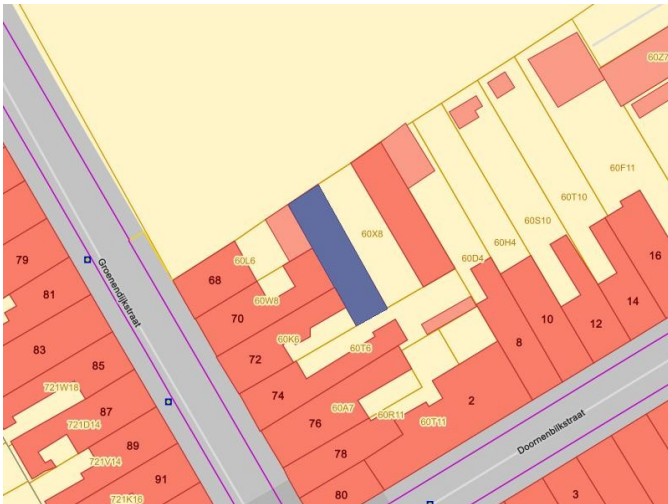 60Z7
60F11
60T10
60S10
60X8
79
60H4
16
60L6
60D4
Groenendijkstraat
68
81
60W8
14
70
10
12
83
60K6
8
60T6
72
85
721W18
74
60A7
2
87
60R11
721D14
60T11
76
Doornenbijkstraat
89
78
721V14
91
80
3
721K16